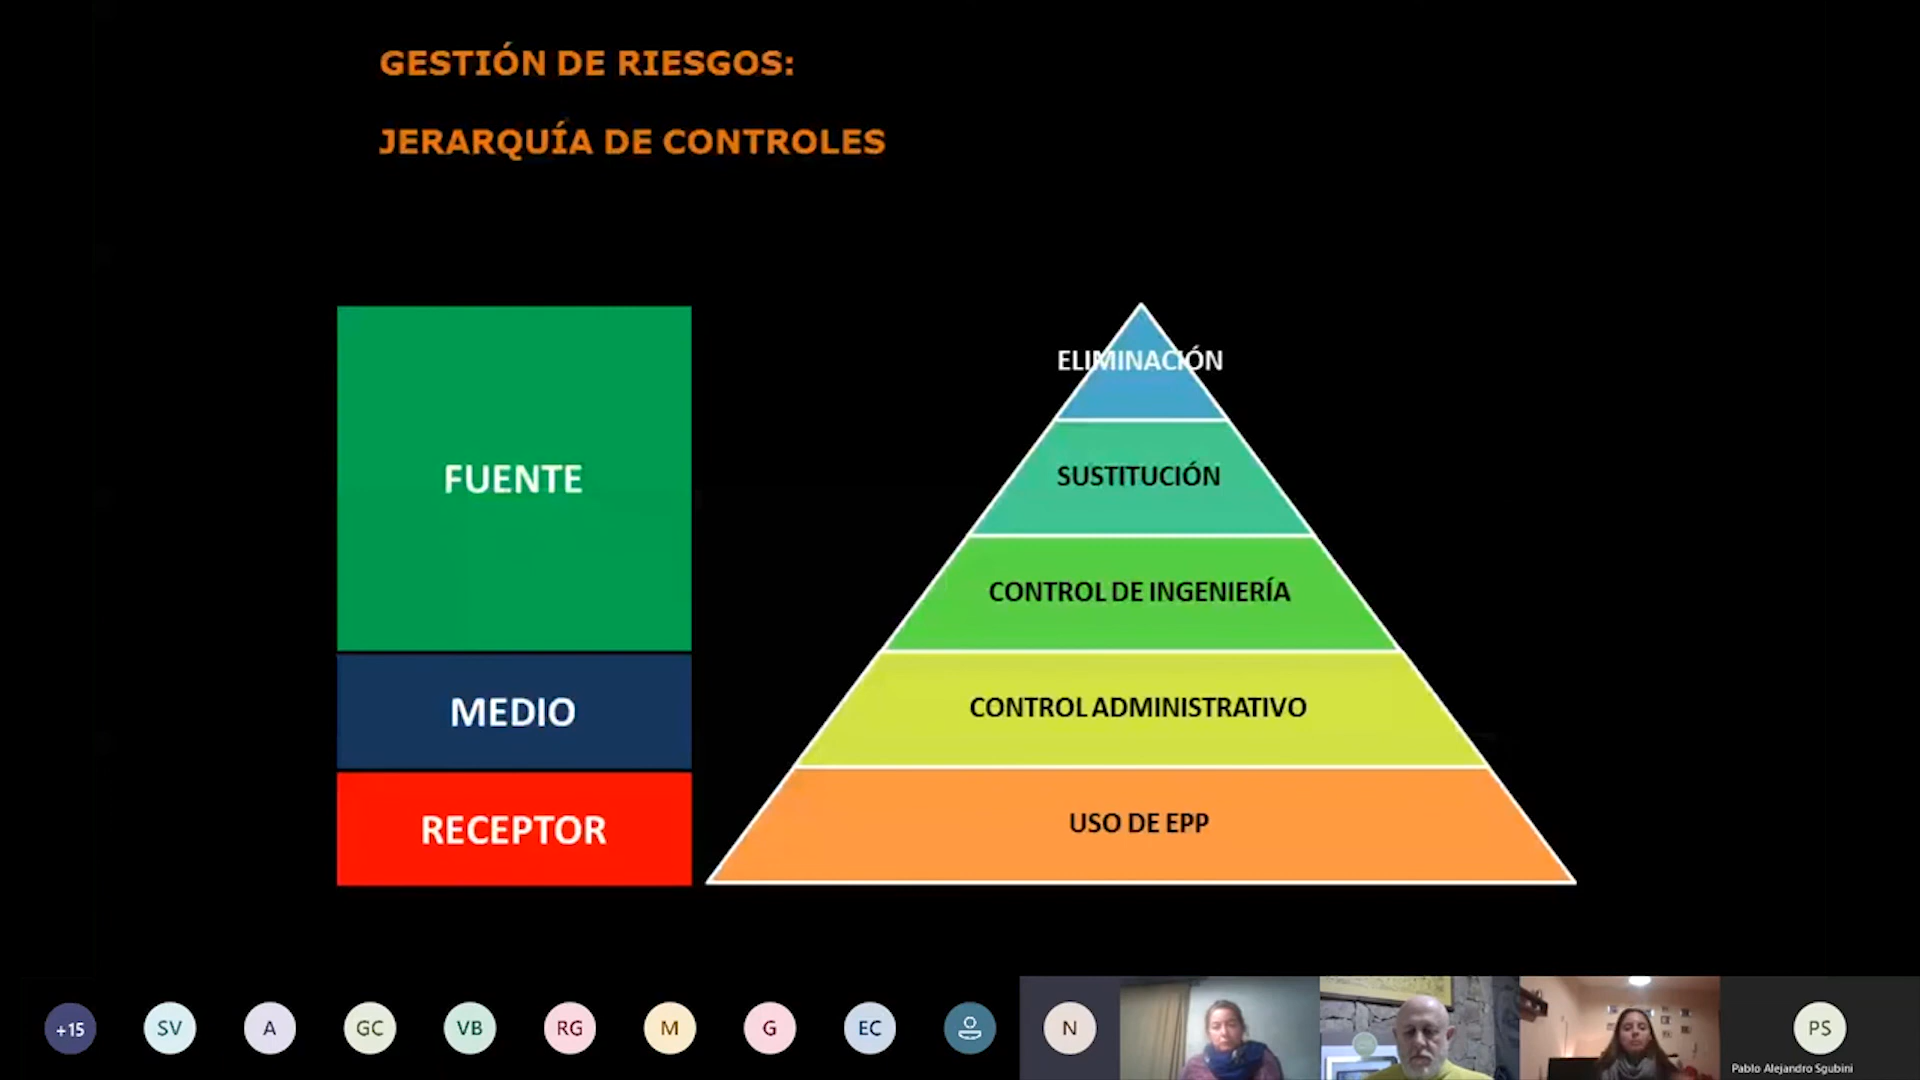 GESTIÓN DE RIESGOS:
JERARQUÍA DE CONTROLES
FUENTE
MEDIO
RECEPTOR
ELIMINACIÓN
SUSTITUCIÓN
CONTROL DE INGENIERÍA
CONTROL ADMINISTRATIVO
USO DE EPP
+15
SV
A
GC
VB
RG
M
G
EC
N
PS
Pablo Alejandro Sgubini